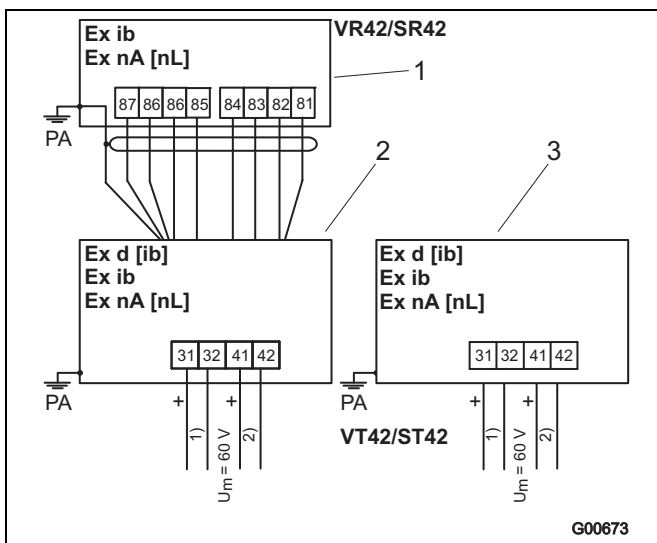 Ex ib
Ex nA [nL]
VR42/SR42
1
87 86 86 85 84 83 82 81
PA
2
3
Ex d [ib]
Ex ib
Ex nA [nL]
Ex d [ib]
Ex ib
Ex nA [nL]
31 32 41 42
31 32 41 42
PA
PA
+ +
1)
Um = 60 V
2)
VT42/ST42
+ +
1)
Um = 60 V
2)
G00673